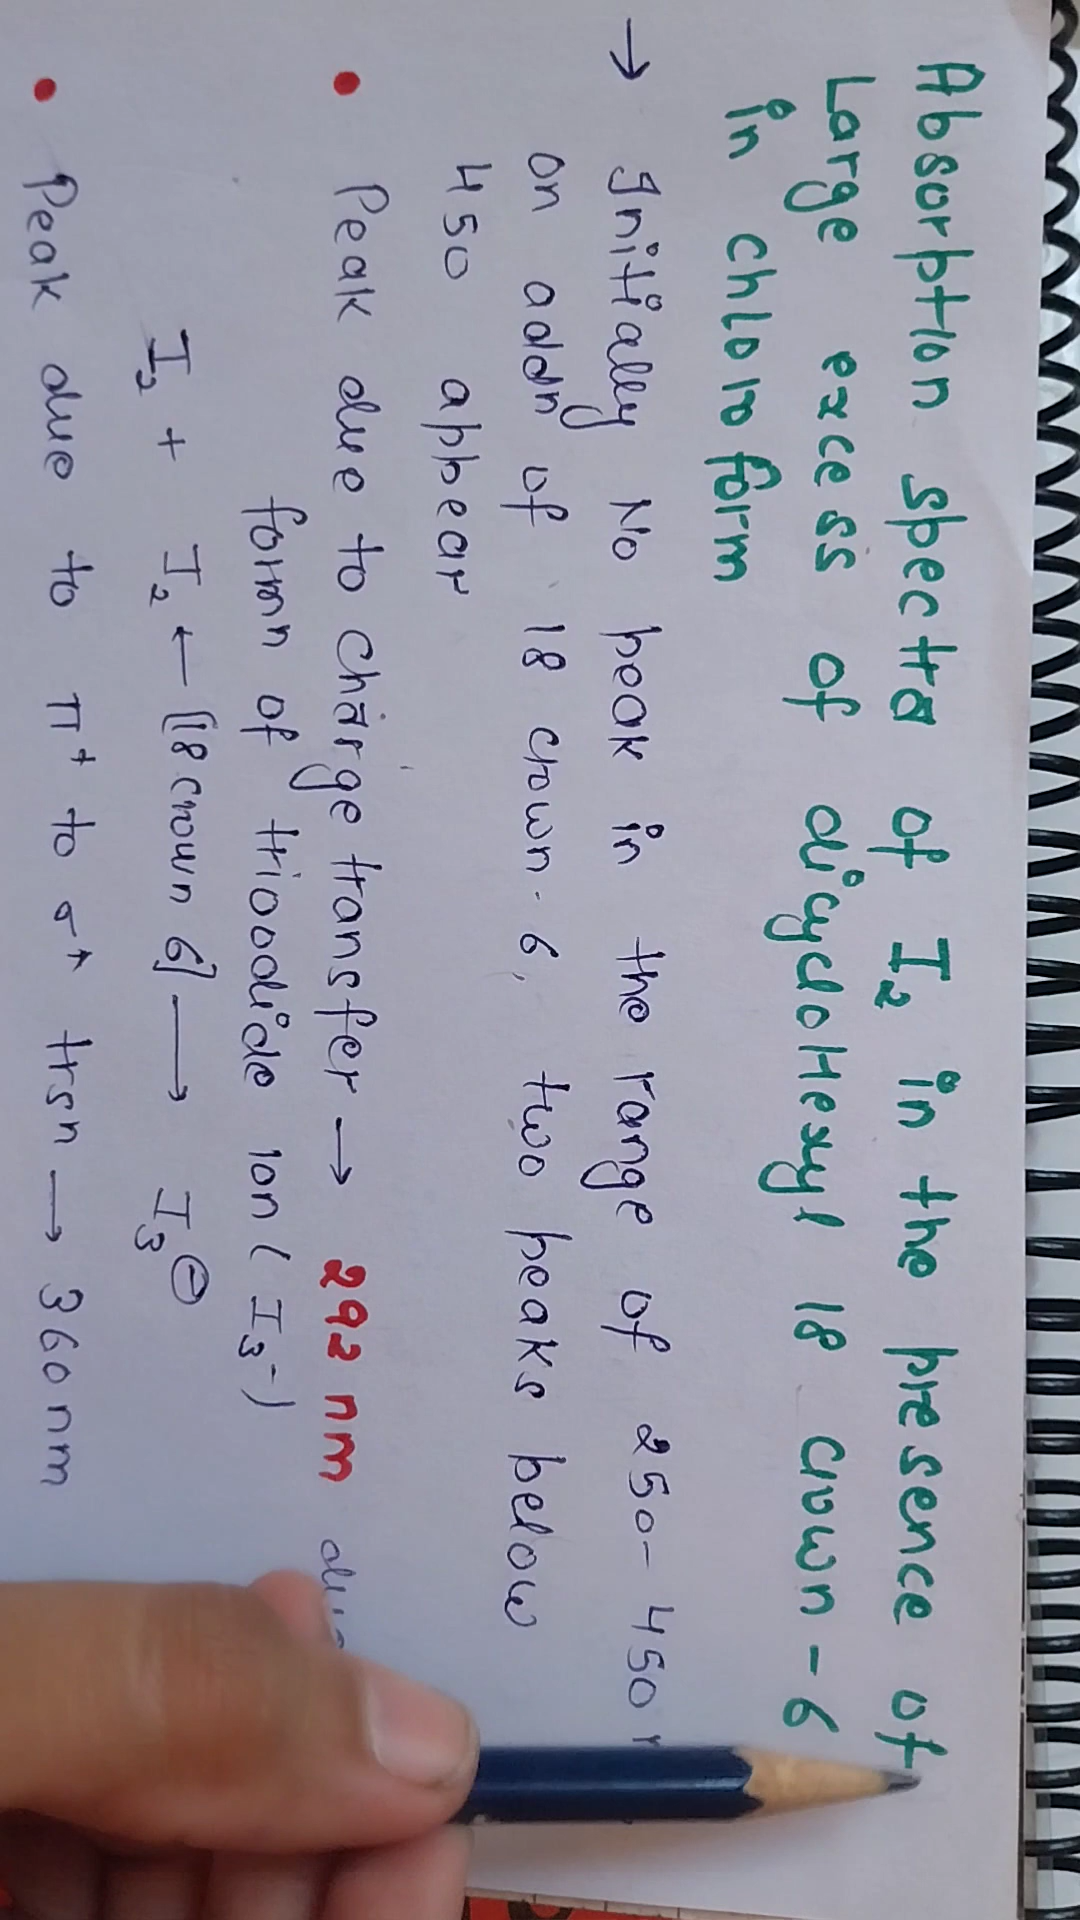 Absorption spectra of I₂ in the presence of
Large excess of dicycloHexyl 18 crown-6
in chloroform
→ Initially No peak in the range of 250-450
on addn of 18 crown-6, two peaks below
450 appear
• Peak due to charge transfer → 292 nm
formn of trioodide ion (I₃⁻)
I₂ + I₂ ← [18 crown 6] ⟶ I₃⊖
• Peak due to π* to σ* trsn → 360nm